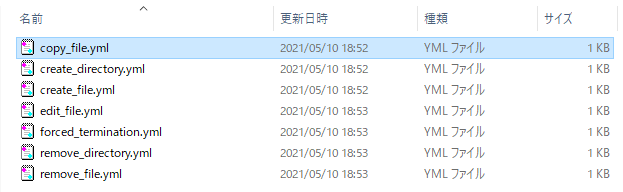 名前 更新日時 種類 サイズ
copy_file.yml 2021/05/10 18:52 YML ファイル 1 KB
create_directory.yml 2021/05/10 18:52 YML ファイル 1 KB
create_file.yml 2021/05/10 18:52 YML ファイル 1 KB
edit_file.yml 2021/05/10 18:53 YML ファイル 1 KB
forced_termination.yml 2021/05/10 18:53 YML ファイル 1 KB
remove_directory.yml 2021/05/10 18:53 YML ファイル 1 KB
remove_file.yml 2021/05/10 18:53 YML ファイル 1 KB